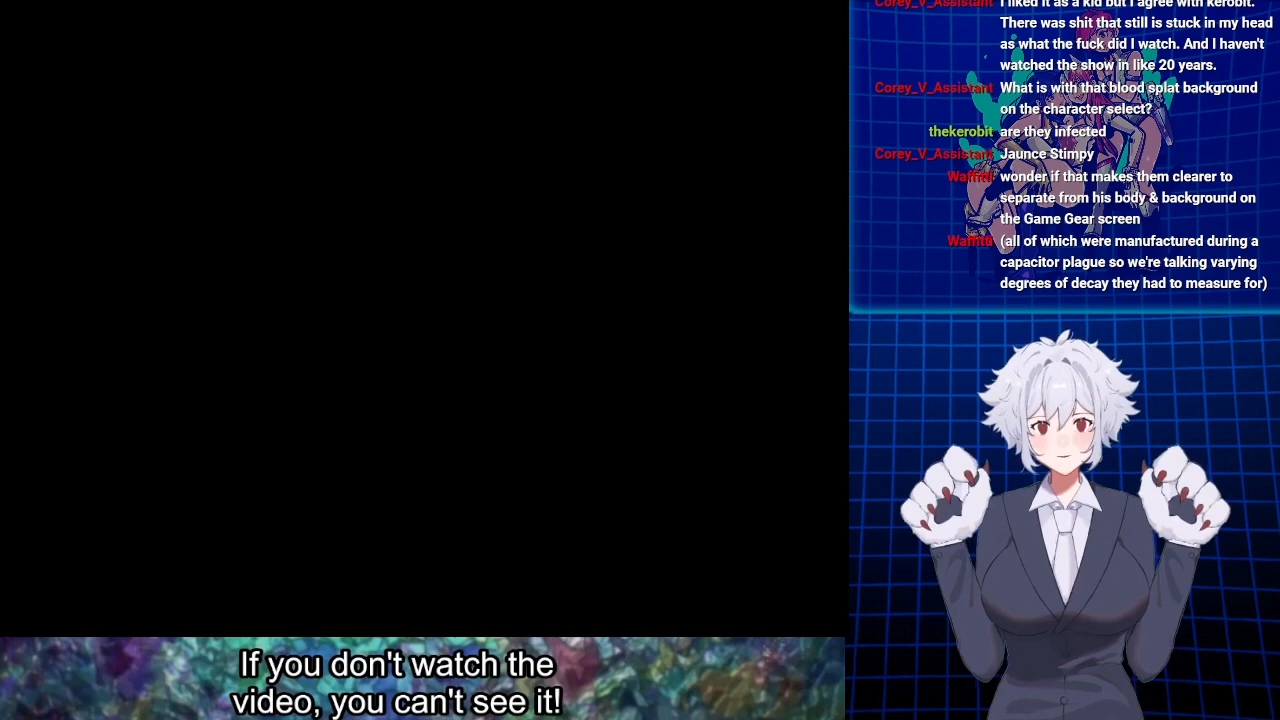 Corey_V_Assistant I liked it as a kid but I agree with kerobit.
There was shit that still is stuck in my head
as what the fuck did I watch. And I haven't
watched the show in like 20 years.
Corey_V_Assistant What is with that blood splat background
on the character select?
thekerobit are they infected
Corey_V_Assistant Jaunce Stimpy
Waffitti wonder if that makes them clearer to
separate from his body & background on
the Game Gear screen
Waffitti (all of which were manufactured during a
capacitor plague so we're talking varying
degrees of decay they had to measure for)
If you don't watch the
video, you can't see it!